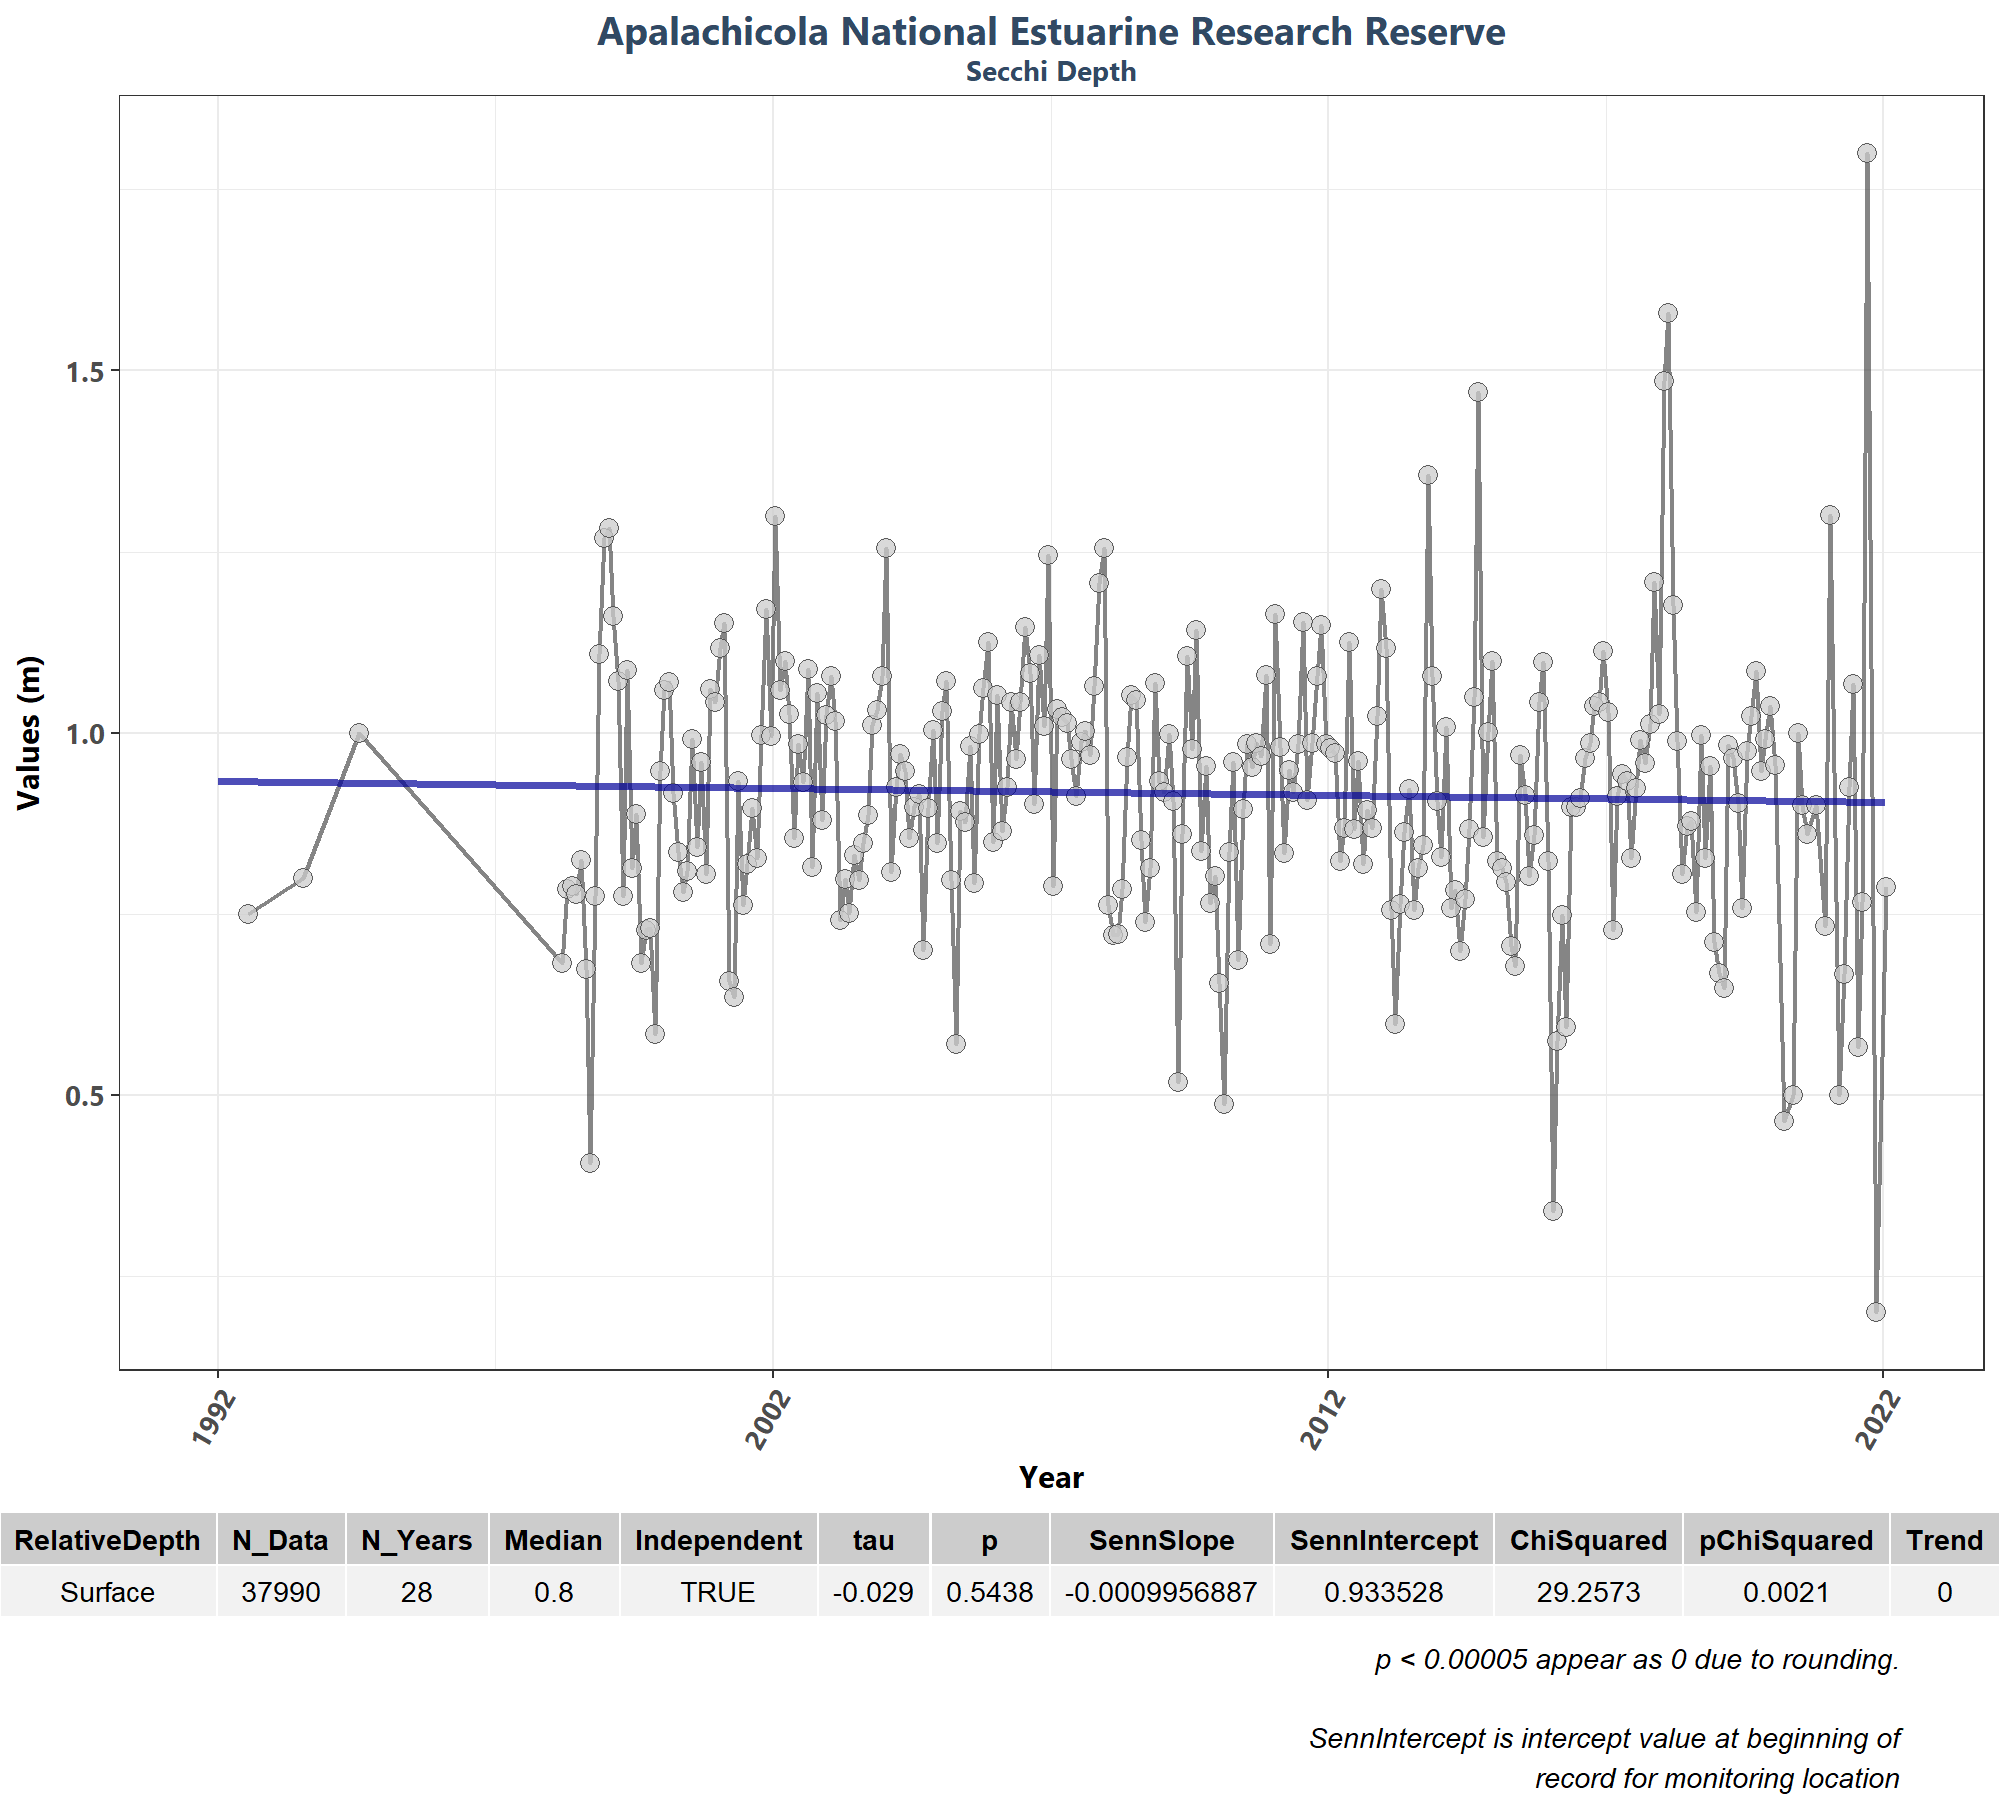 Apalachicola National Estuarine Research Reserve
Secchi Depth
Values (m)
1.5
1.0
0.5
1992 2002 2012 2022
Year
RelativeDepth N_Data N_Years Median Independent tau p SennSlope SennIntercept ChiSquared pChiSquared Trend
Surface 37990 28 0.8 TRUE -0.029 0.5438 -0.0009956887 0.933528 29.2573 0.0021 0
p < 0.00005 appear as 0 due to rounding.
SennIntercept is intercept value at beginning of
record for monitoring location